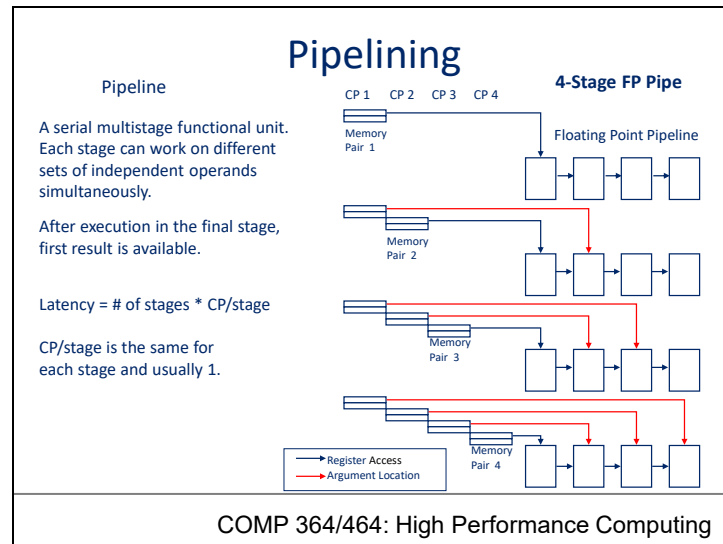 Pipelining
Pipeline
A serial multistage functional unit.
Each stage can work on different
sets of independent operands
simultaneously.
After execution in the final stage,
first result is available.
Latency = # of stages * CP/stage
CP/stage is the same for
each stage and usually 1.
CP 1 CP 2 CP 3 CP 4
4-Stage FP Pipe
Memory
Pair 1
Floating Point Pipeline
Memory
Pair 2
Memory
Pair 3
Memory
Pair 4
Register Access
Argument Location
COMP 364/464: High Performance Computing